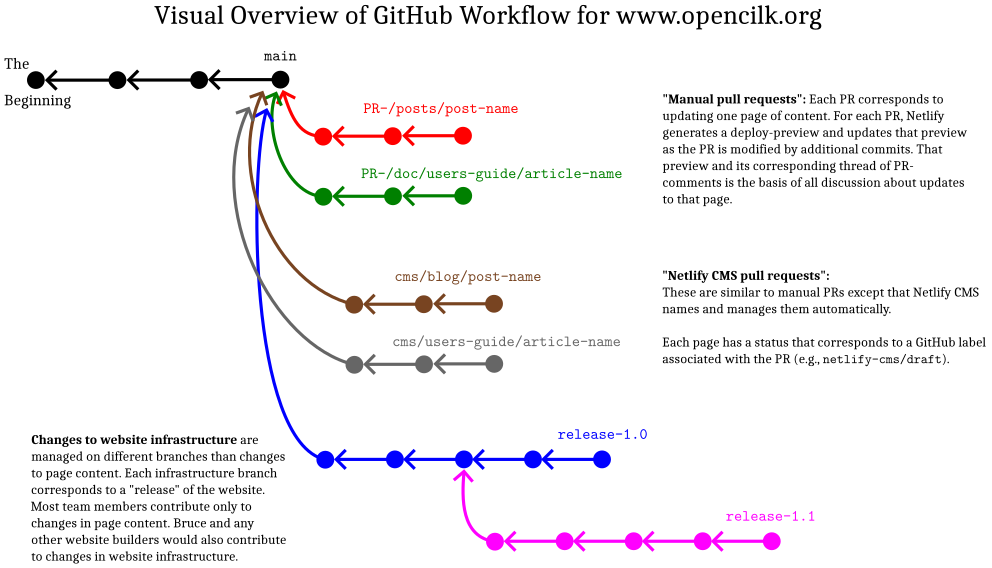 Visual Overview of GitHub Workflow for www.opencilk.org
The
Beginning
main
PR-/posts/post-name
PR-/doc/users-guide/article-name
"Manual pull requests": Each PR corresponds to
updating one page of content. For each PR, Netlify
generates a deploy-preview and updates that preview
as the PR is modified by additional commits. That
preview and its corresponding thread of PR-
comments is the basis of all discussion about updates
to that page.
cms/blog/post-name
cms/users-guide/article-name
"Netlify CMS pull requests":
These are similar to manual PRs except that Netlify CMS
names and manages them automatically.
Each page has a status that corresponds to a GitHub label
associated with the PR (e.g., netlify-cms/draft).
Changes to website infrastructure are
managed on different branches than changes
to page content. Each infrastructure branch
corresponds to a "release" of the website.
Most team members contribute only to
changes in page content. Bruce and any
other website builders would also contribute
to changes in website infrastructure.
release-1.0
release-1.1